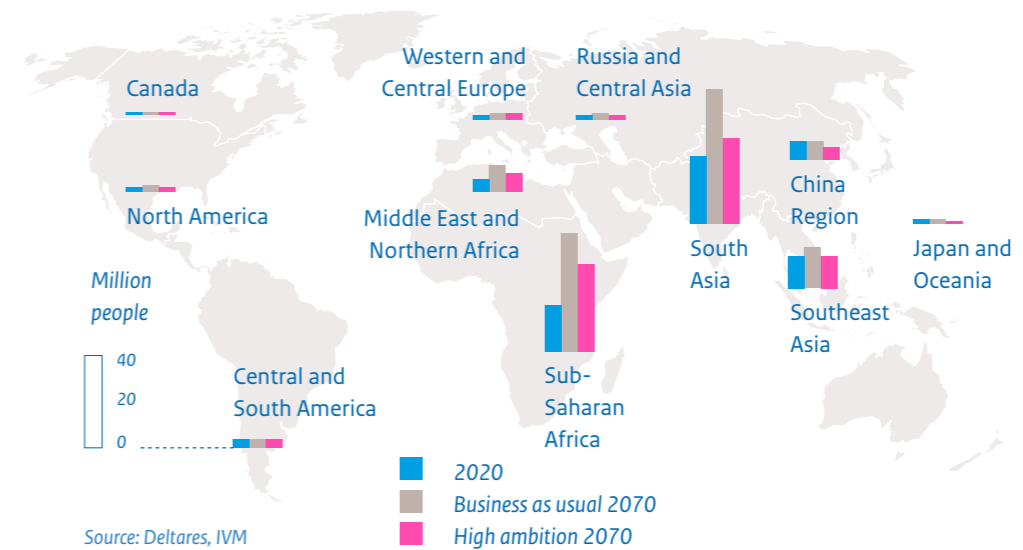 Western and
Central Europe
Russia and
Central Asia
Canada
China
Region
North America
Middle East and
Northern Africa
South
Asia
Japan and
Oceania
Million
people
Southeast
Asia
40
20
0
Central and
South America
Sub-
Saharan
Africa
2020
Business as usual 2070
High ambition 2070
Source: Deltares, IVM